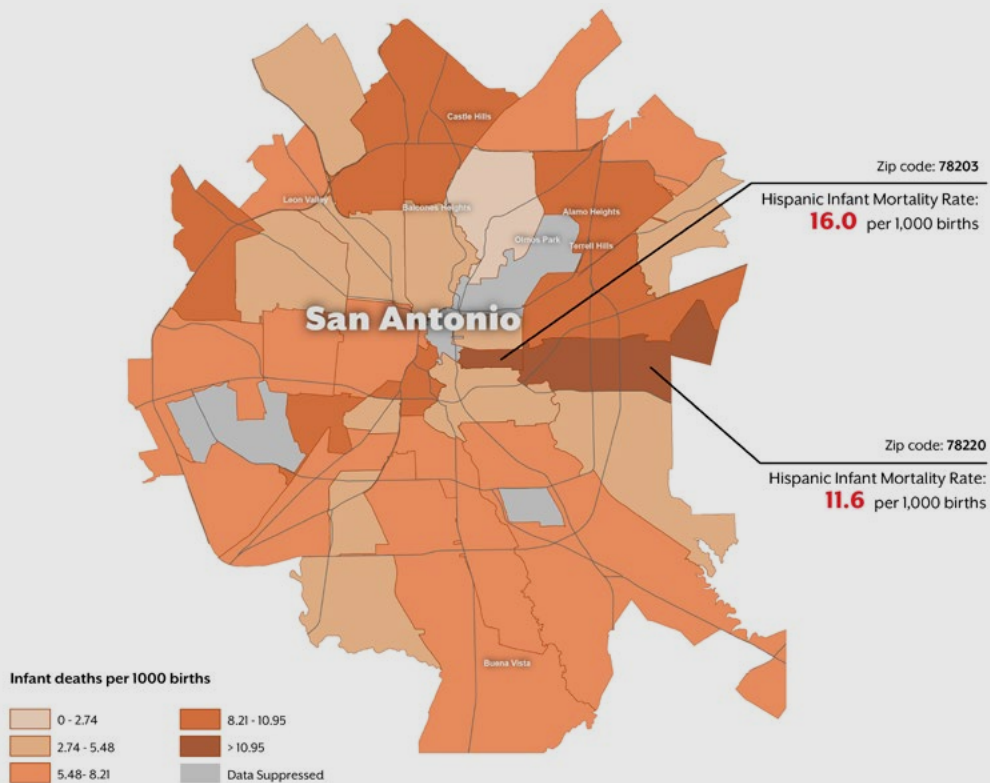 Castle Hills
Zip code: 78203
Hispanic Infant Mortality Rate:
16.0 per 1,000 births
Leon Valley
Balcones Heights
Alamo Heights
Olmos Park
Terrell Hills
San Antonio
Zip code: 78220
Hispanic Infant Mortality Rate:
11.6 per 1,000 births
Buena Vista
Infant deaths per 1000 births
0 - 2.74
8.21 - 10.95
2.74 - 5.48
> 10.95
5.48- 8.21
Data Suppressed